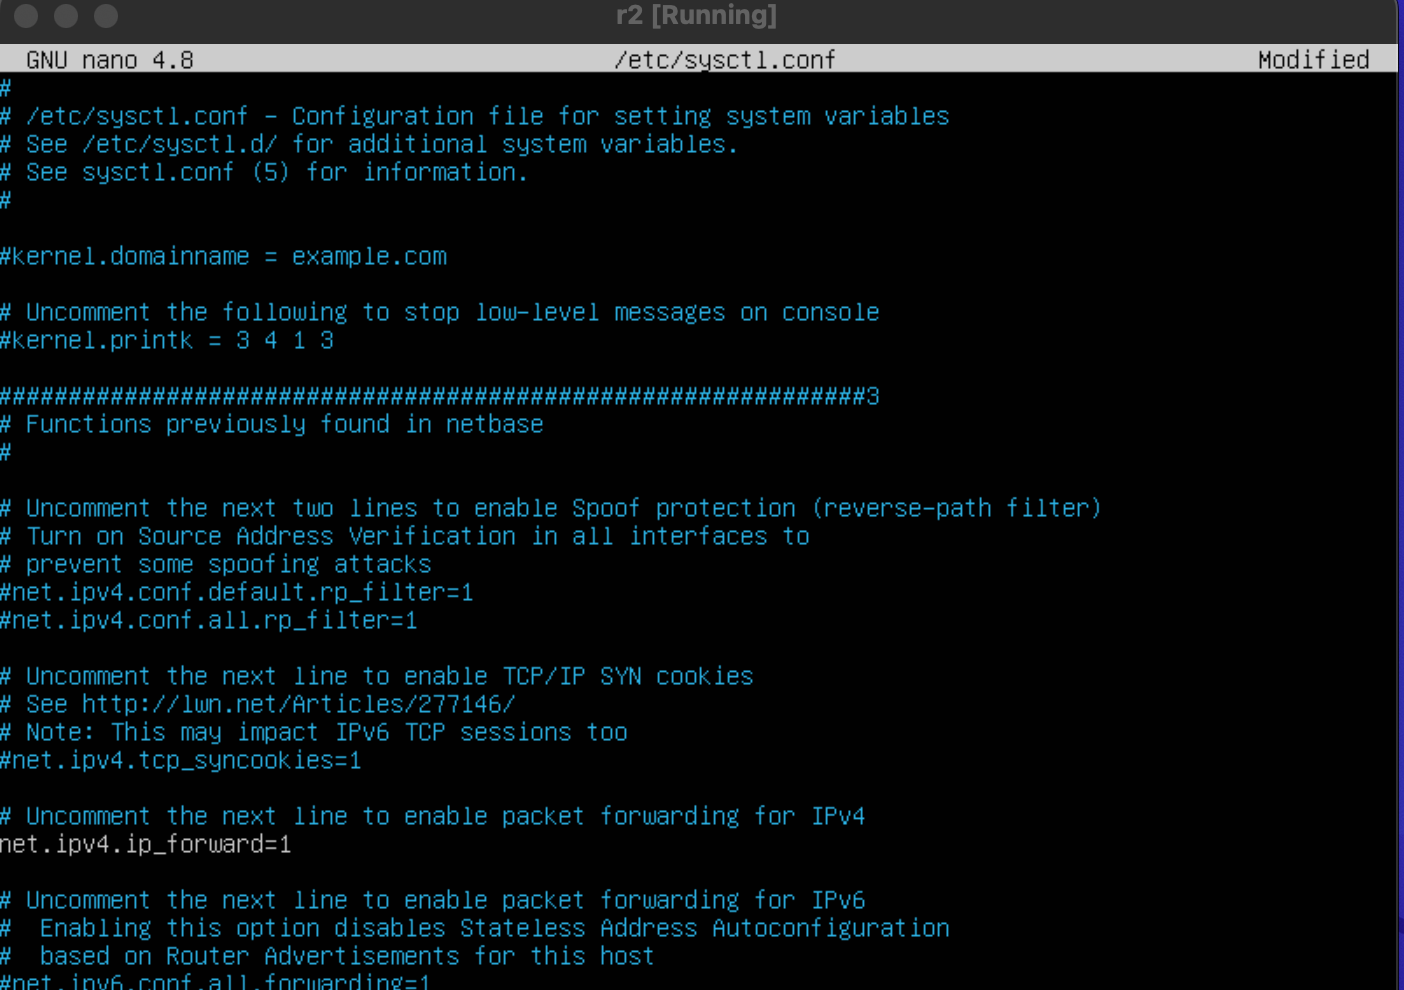 r2 [Running]
GNU nano 4.8 /etc/sysctl.conf Modified
#
# /etc/sysctl.conf - Configuration file for setting system variables
# See /etc/sysctl.d/ for additional system variables.
# See sysctl.conf (5) for information.
#
#kernel.domainname = example.com
# Uncomment the following to stop low-level messages on console
#kernel.printk = 3 4 1 3
##############################################################3
# Functions previously found in netbase
#
# Uncomment the next two lines to enable Spoof protection (reverse-path filter)
# Turn on Source Address Verification in all interfaces to
# prevent some spoofing attacks
#net.ipv4.conf.default.rp_filter=1
#net.ipv4.conf.all.rp_filter=1
# Uncomment the next line to enable TCP/IP SYN cookies
# See http://lwn.net/Articles/277146/
# Note: This may impact IPv6 TCP sessions too
#net.ipv4.tcp_syncookies=1
# Uncomment the next line to enable packet forwarding for IPv4
net.ipv4.ip_forward=1
# Uncomment the next line to enable packet forwarding for IPv6
#  Enabling this option disables Stateless Address Autoconfiguration
#  based on Router Advertisements for this host
#net.ipv6.conf.all.forwarding=1